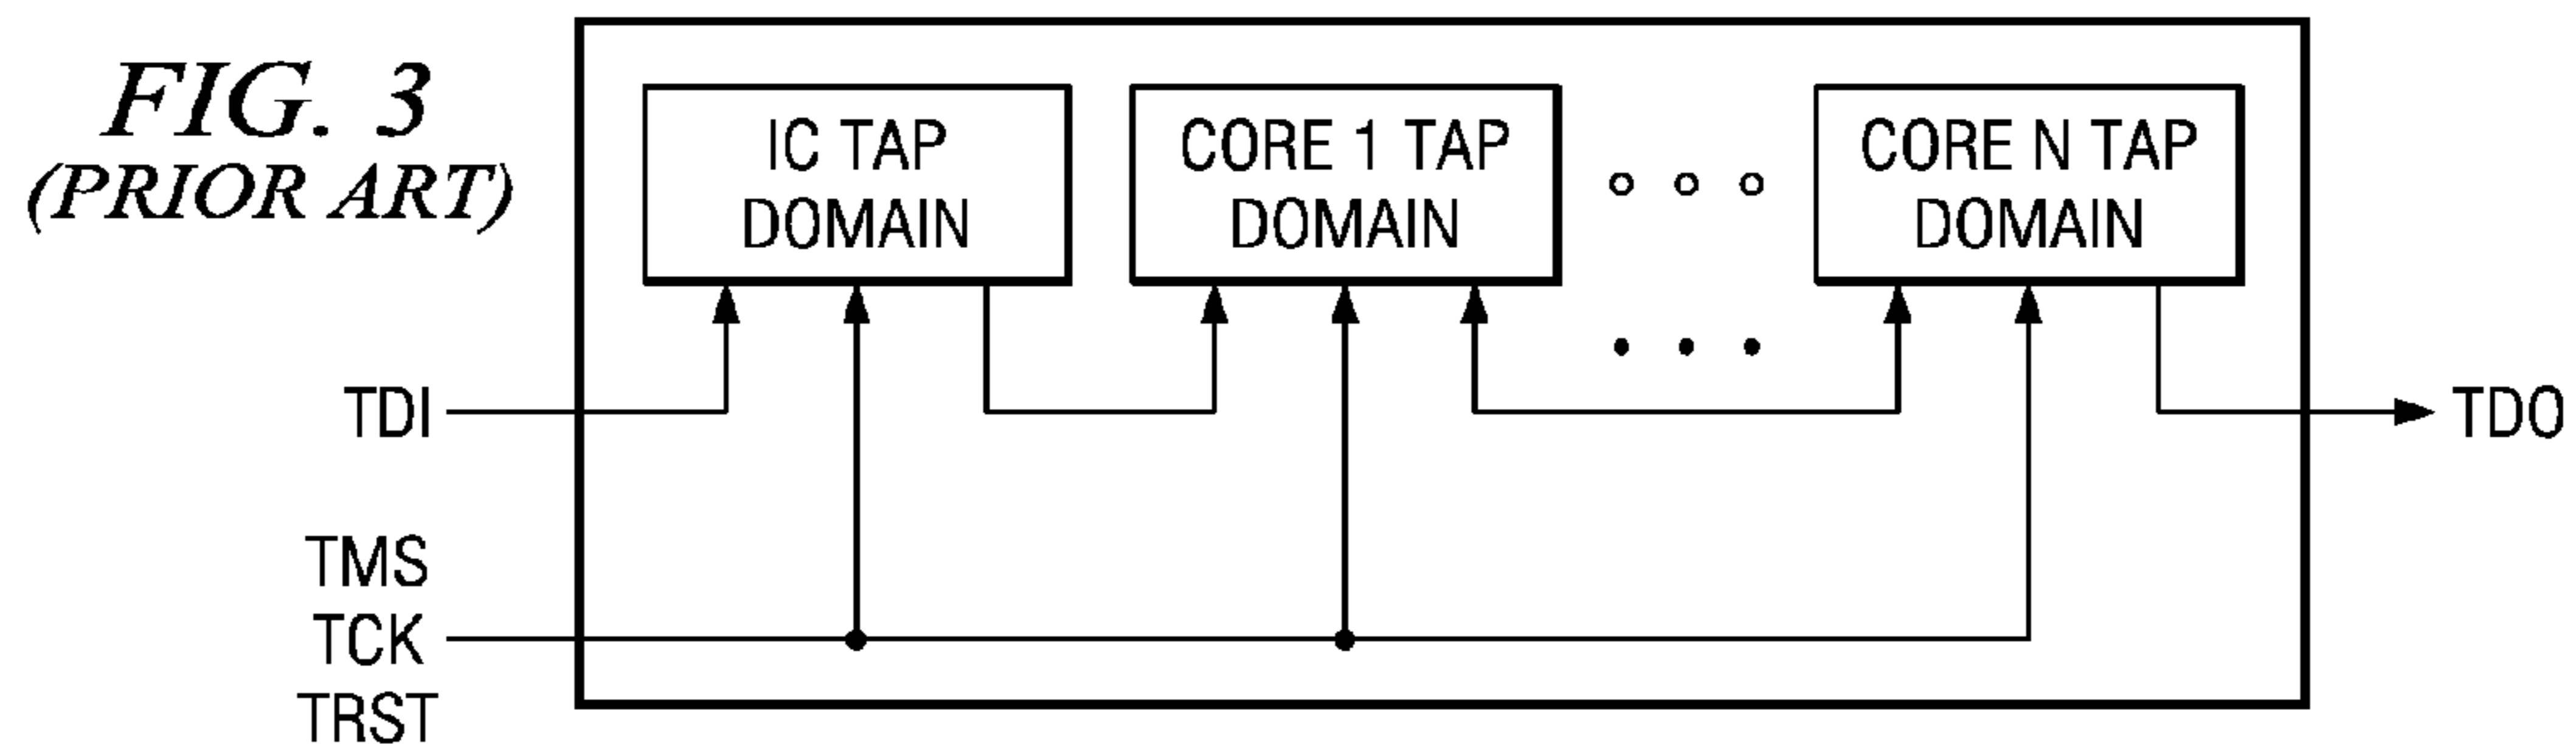 FIG. 3
(PRIOR ART)
IC TAP
DOMAIN
CORE 1 TAP
DOMAIN
CORE N TAP
DOMAIN
TDI
TDO
TMS
TCK
TRST